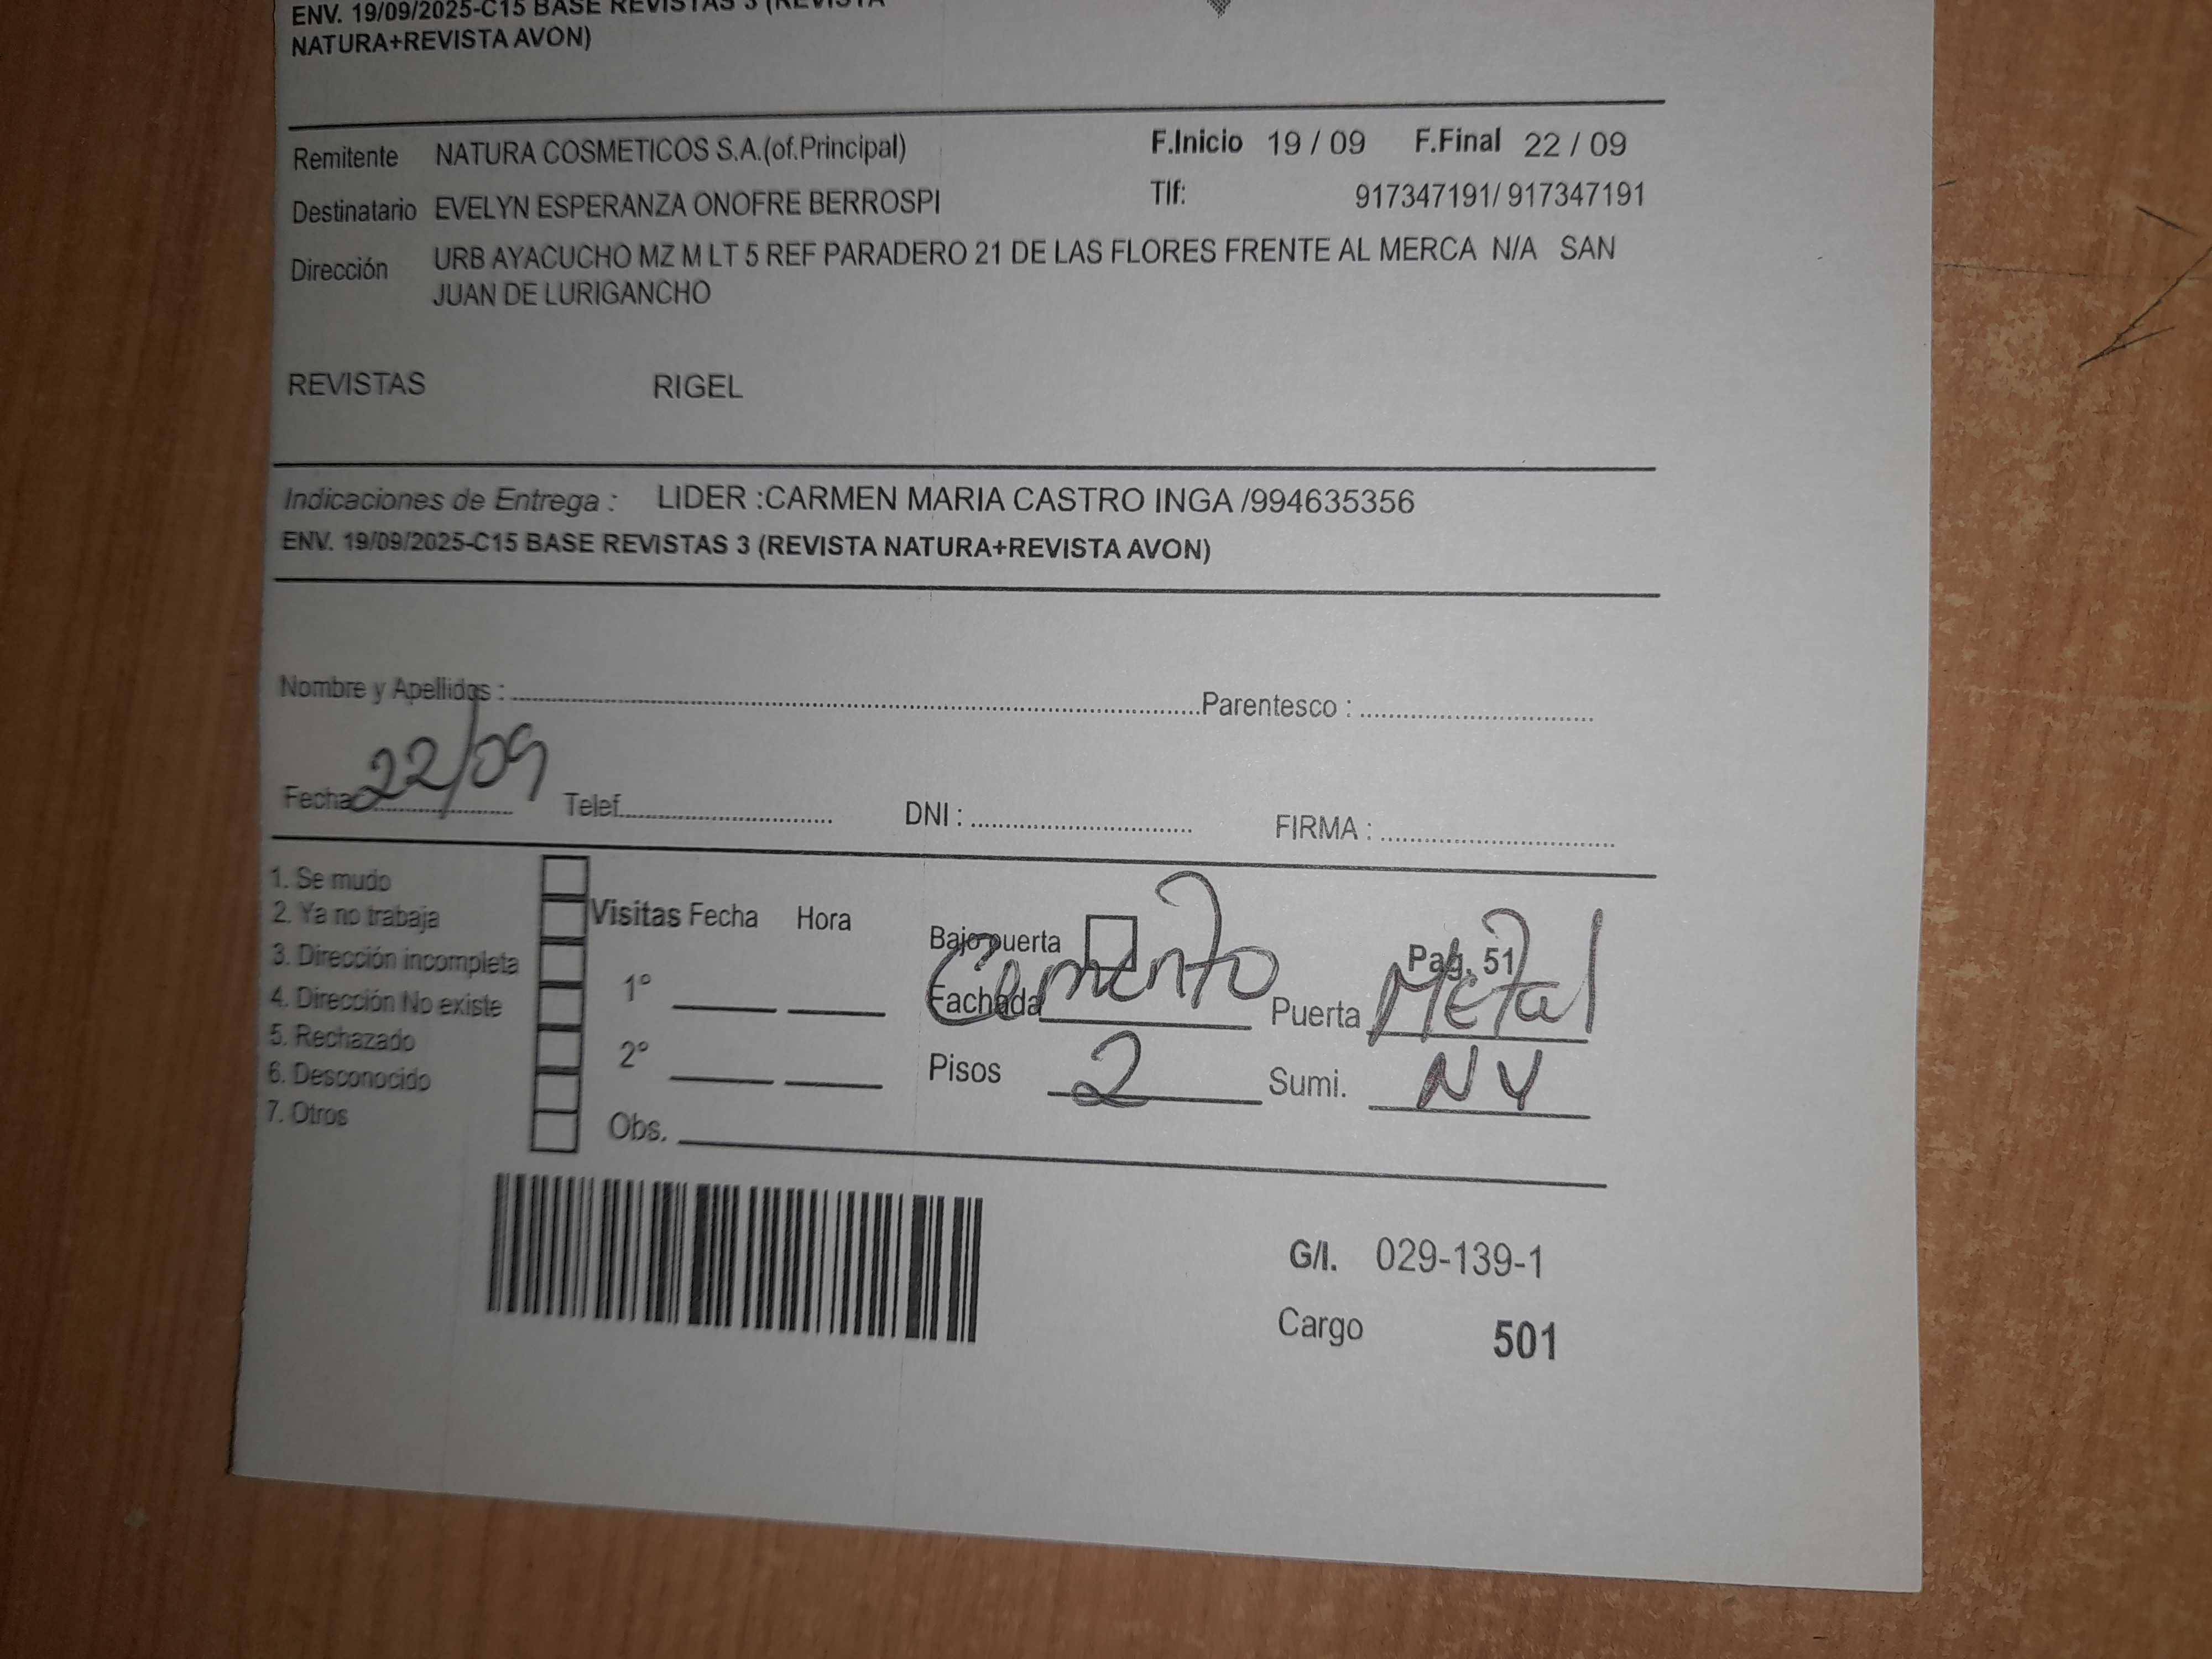 ENV. 19/09/2025-C15 BASE REVISTAS 3 (REVISTA
NATURA+REVISTA AVON)
Remitente NATURA COSMETICOS S.A.(of.Principal) F.Inicio 19 / 09 F.Final 22 / 09
Destinatario EVELYN ESPERANZA ONOFRE BERROSPI Tlf: 917347191/ 917347191
Dirección URB AYACUCHO MZ M LT 5 REF PARADERO 21 DE LAS FLORES FRENTE AL MERCA N/A SAN
JUAN DE LURIGANCHO
REVISTAS RIGEL
Indicaciones de Entrega : LIDER :CARMEN MARIA CASTRO INGA /994635356
ENV. 19/09/2025-C15 BASE REVISTAS 3 (REVISTA NATURA+REVISTA AVON)
Nombre y Apellidos : Parentesco :
Fecha 22/09 Telef. DNI : FIRMA :
1. Se mudo
2. Ya no trabaja
3. Dirección incompleta
4. Dirección No existe
5. Rechazado
6. Desconocido
7. Otros
Visitas Fecha Hora
1°
2°
Obs.
Bajo puerta Pag. 51
Fachada Cemento Puerta Metal
Pisos 2 Sumi. NV
G/I. 029-139-1
Cargo 501